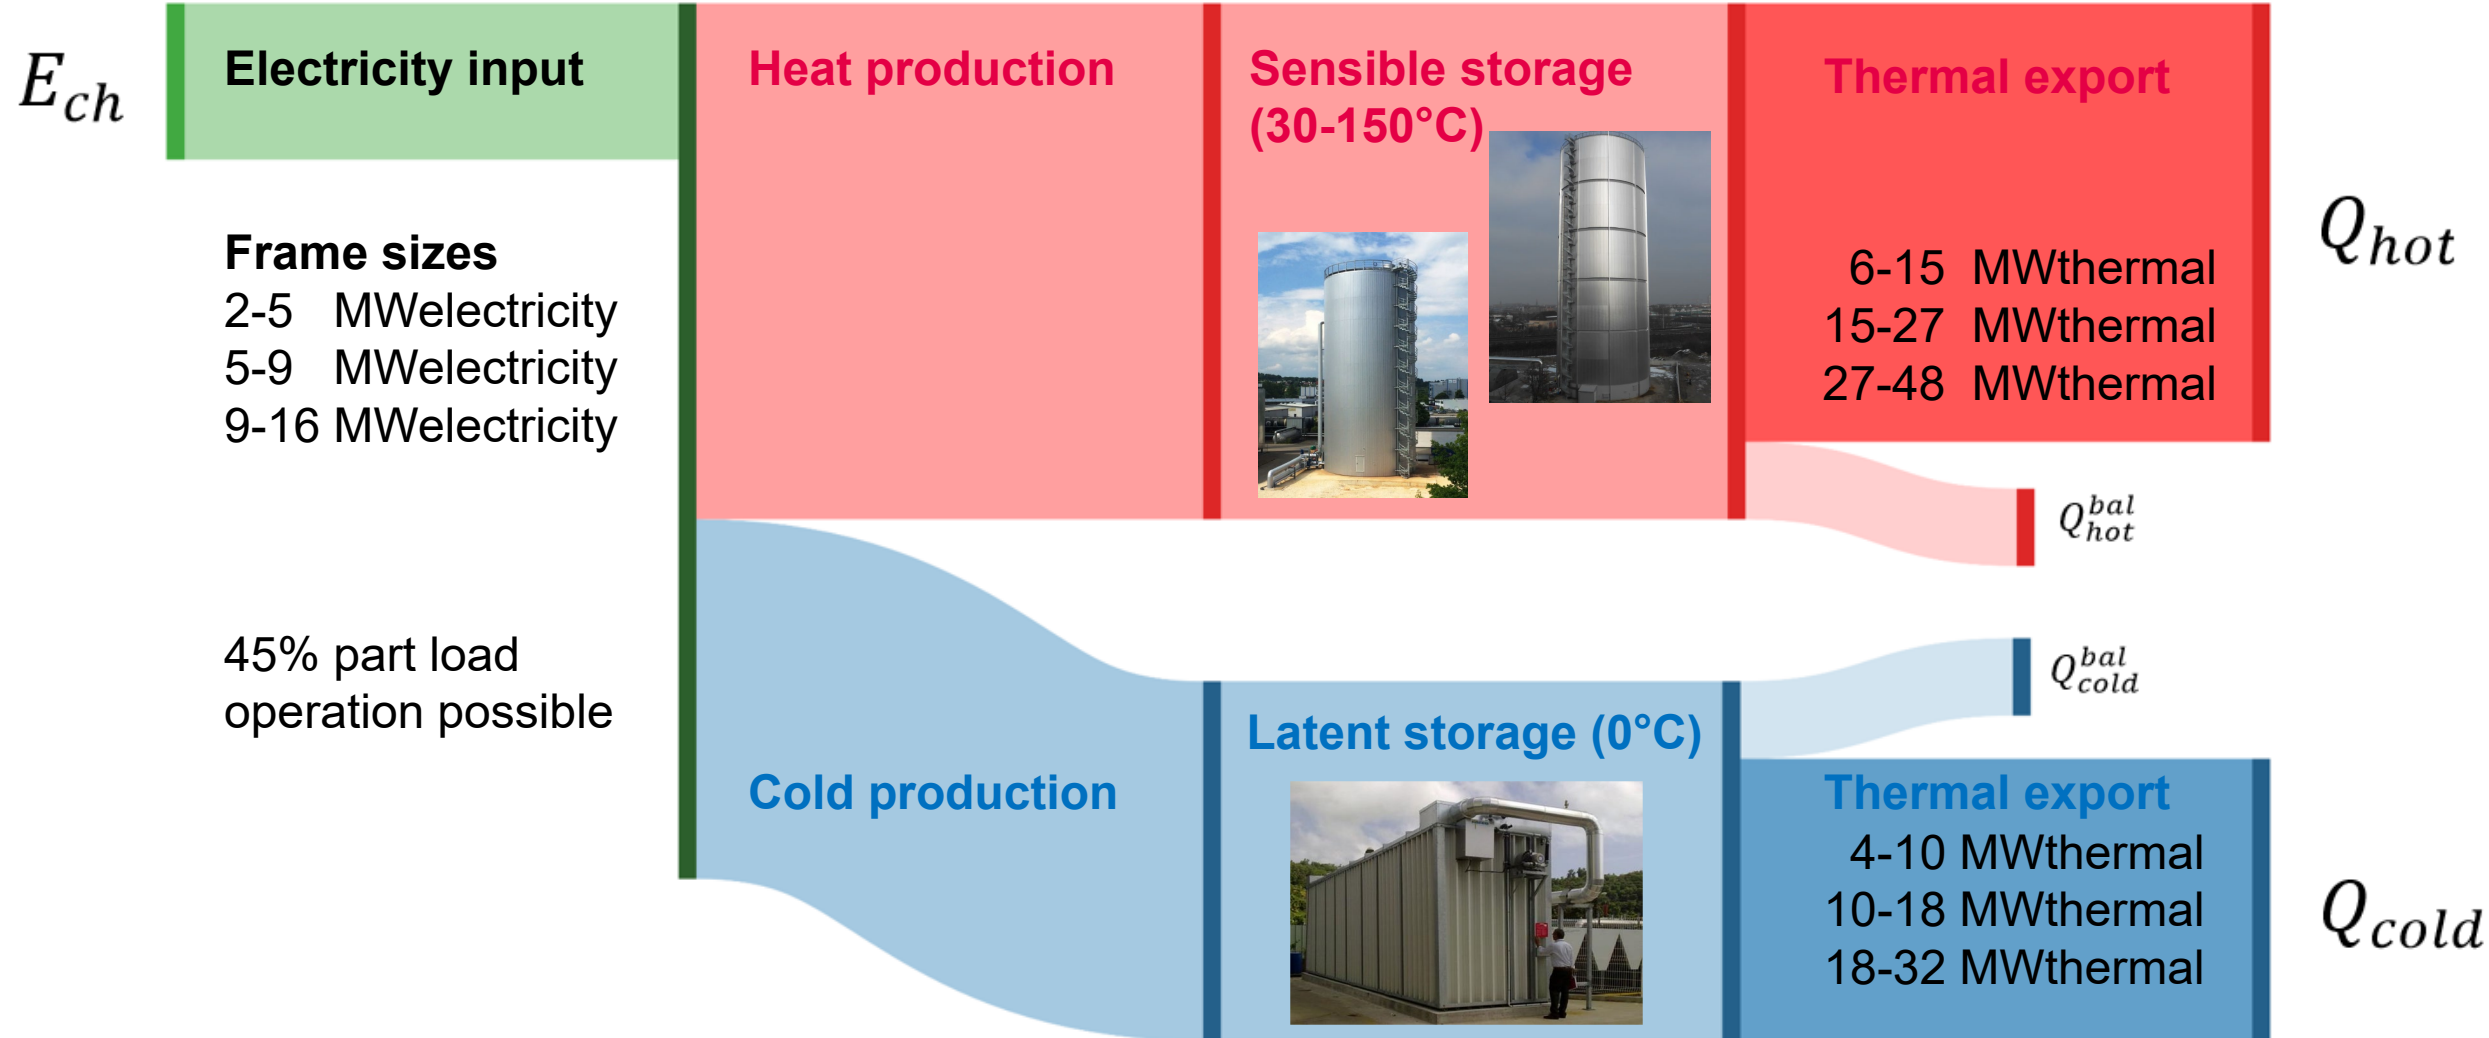 E_ch
Electricity input
Frame sizes
2-5 MWelectricity
5-9 MWelectricity
9-16 MWelectricity
45% part load
operation possible
Heat production
Cold production
Sensible storage
(30-150°C)
Latent storage (0°C)
Thermal export
6-15 MWthermal
15-27 MWthermal
27-48 MWthermal
Q_hot
Q_hot^bal
Q_cold^bal
Thermal export
4-10 MWthermal
10-18 MWthermal
18-32 MWthermal
Q_cold